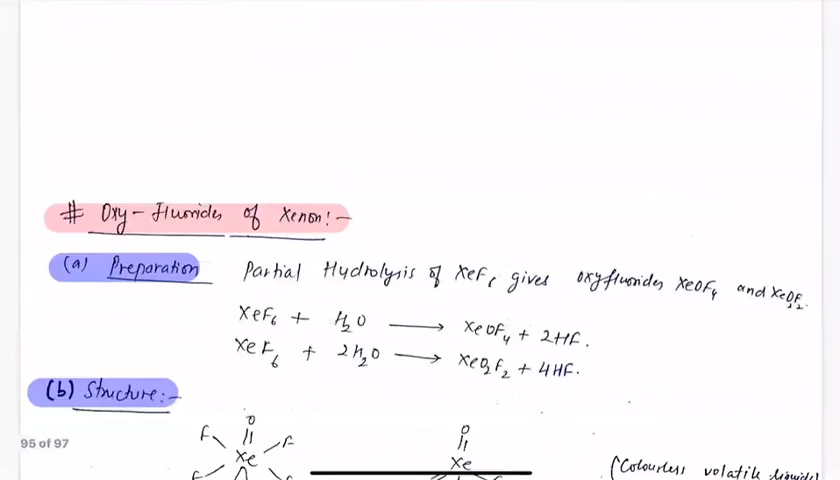 # Oxy-Fluorides of Xenon:-
(a) Preparation Partial Hydrolysis of XeF₆ gives oxyfluorides XeOF₄ and XeO₂F₂.
XeF₆ + H₂O ⟶ XeOF₄ + 2HF.
XeF₆ + 2H₂O ⟶ XeO₂F₂ + 4HF.
(b) Structure:-
95 of 97
O O
F F
Xe Xe
F
(Colourless volatile liquids)